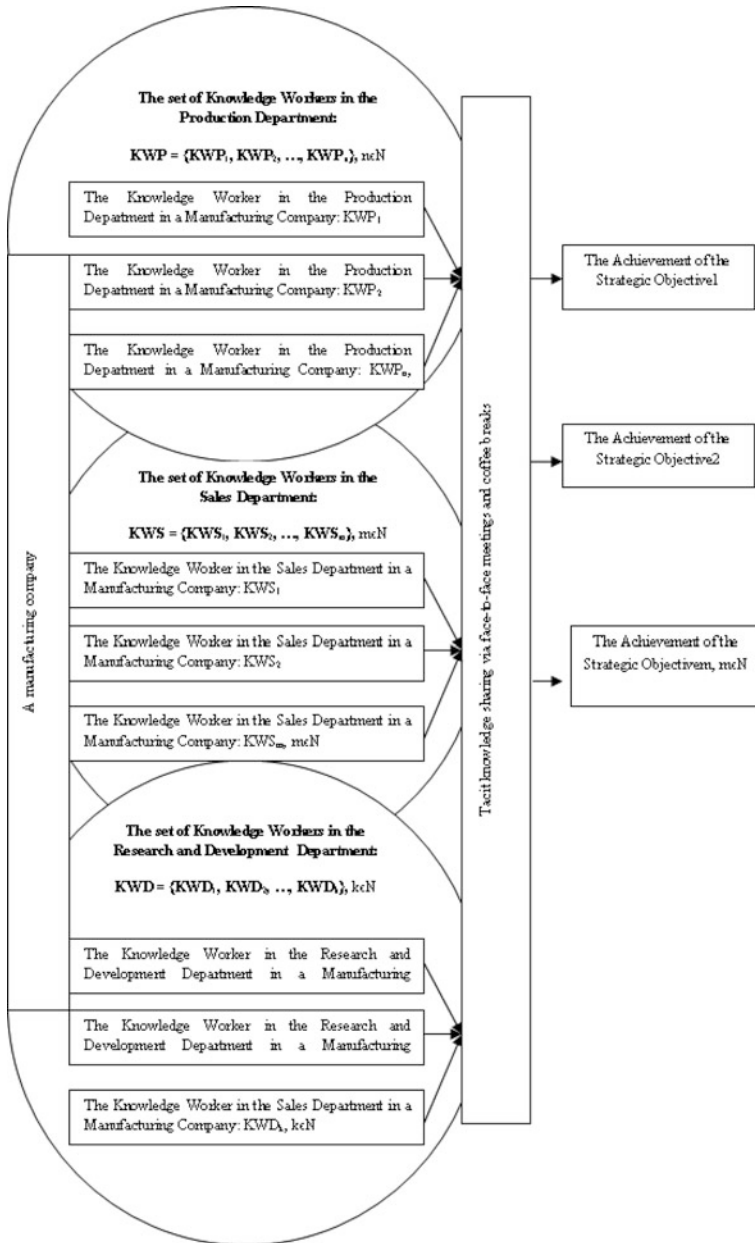 The set of Knowledge Workers in the
Production Department:
KWP = {KWP₁, KWP₂, ..., KWPₙ}, nєN
The Knowledge Worker in the Production
Department in a Manufacturing Company: KWP₁
The Knowledge Worker in the Production
Department in a Manufacturing Company: KWP₂
The Knowledge Worker in the Production
Department in a Manufacturing Company: KWPₙ,
The set of Knowledge Workers in the
Sales Department:
KWS = {KWS₁, KWS₂, ..., KWSₘ}, mєN
The Knowledge Worker in the Sales Department in a
Manufacturing Company: KWS₁
The Knowledge Worker in the Sales Department in a
Manufacturing Company: KWS₂
The Knowledge Worker in the Sales Department in a
Manufacturing Company: KWSₘ, mєN
The set of Knowledge Workers in the
Research and Development Department:
KWD = {KWD₁, KWD₂, ..., KWDₖ}, kєN
The Knowledge Worker in the Research and
Development Department in a Manufacturing
The Knowledge Worker in the Research and
Development Department in a Manufacturing
The Knowledge Worker in the Sales Department in a
Manufacturing Company: KWDₖ, kєN
A manufacturing company
Tacit knowledge sharing via face-to-face meetings and coffee breaks
The Achievement of the
Strategic Objective1
The Achievement of the
Strategic Objective2
The Achievement of the
Strategic Objectivem, mєN